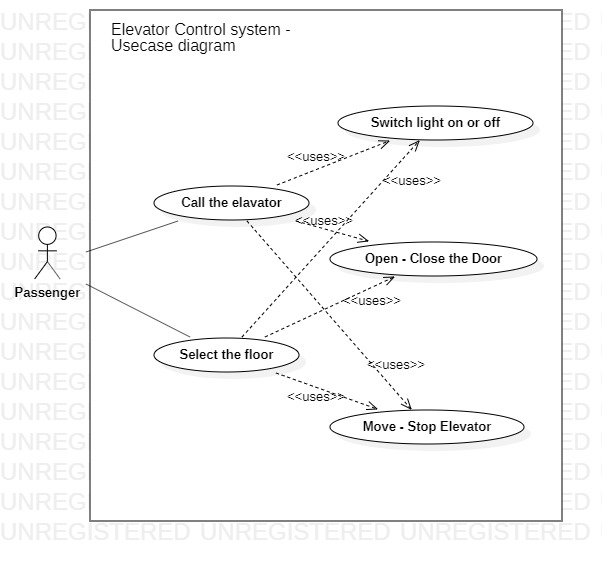 Elevator Control system -
Usecase diagram
Switch light on or off
<<uses>>
<<uses>>
Call the elavator
<<uses>>
Open - Close the Door
Passenger
<<uses>>
Select the floor
<<uses>>
<<uses>>
Move - Stop Elevator
UNREGISTERED UNREGISTERED UNREGISTERED